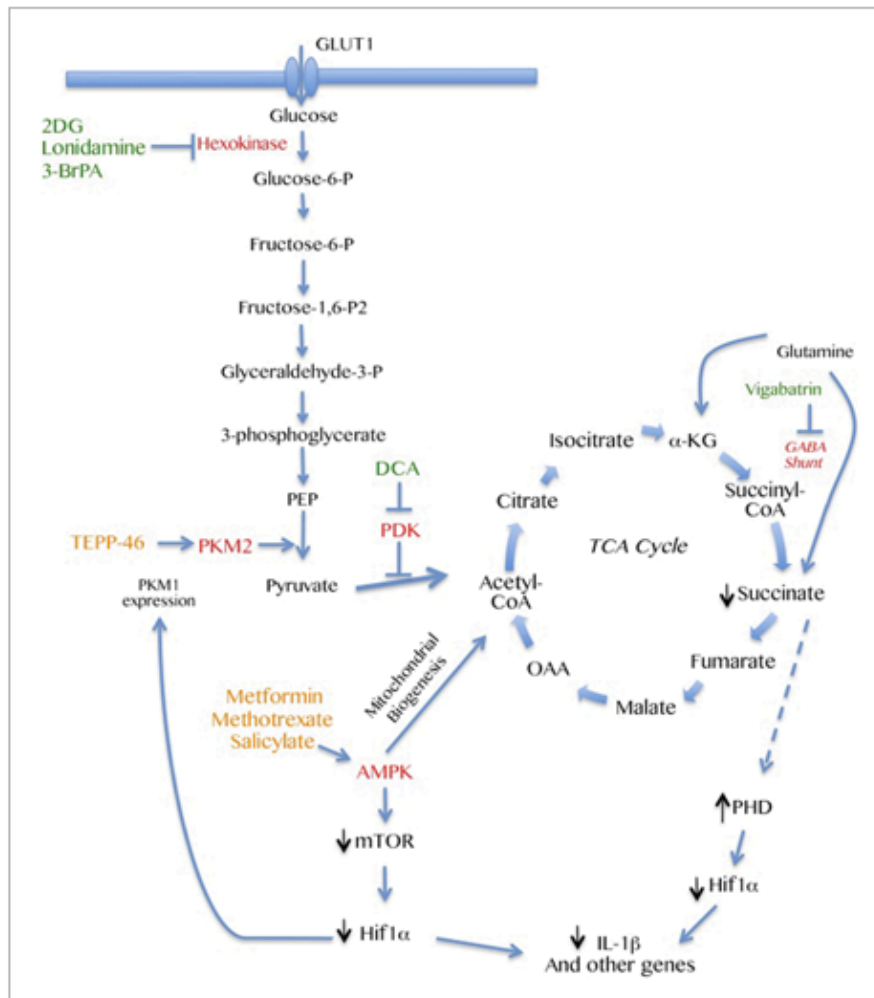 GLUT1
Glucose
2DG
Lonidamine
3-BrPA
Hexokinase
Glucose-6-P
Fructose-6-P
Fructose-1,6-P2
Glyceraldehyde-3-P
3-phosphoglycerate
PEP
TEPP-46
PKM2
Pyruvate
PKM1
expression
DCA
PDK
Acetyl-
CoA
Citrate
Isocitrate
α-KG
Glutamine
Vigabatrin
GABA
Shunt
Succinyl-
CoA
TCA Cycle
↓ Succinate
Fumarate
Malate
OAA
Mitochondrial
Biogenesis
Metformin
Methotrexate
Salicylate
AMPK
↓ mTOR
↓ Hif1α
↑ PHD
↓ Hif1α
↓ IL-1β
And other genes